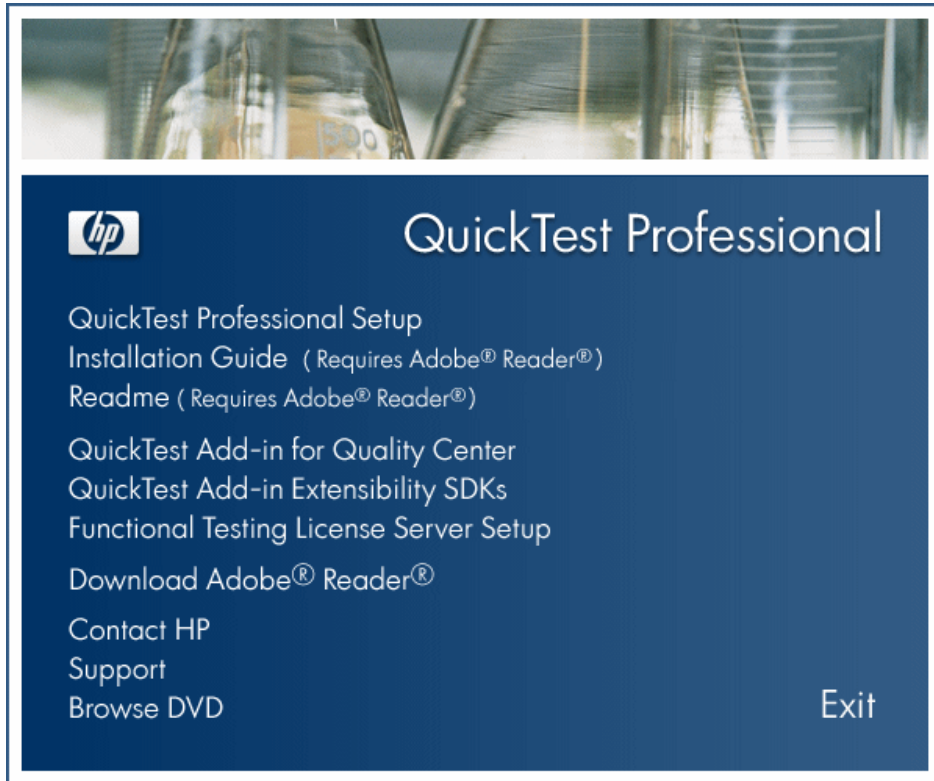 500
hp
QuickTest Professional
QuickTest Professional Setup
Installation Guide ( Requires Adobe® Reader® )
Readme ( Requires Adobe® Reader®)
QuickTest Add-in for Quality Center
QuickTest Add-in Extensibility SDKs
Functional Testing License Server Setup
Download Adobe® Reader®
Contact HP
Support
Browse DVD
Exit